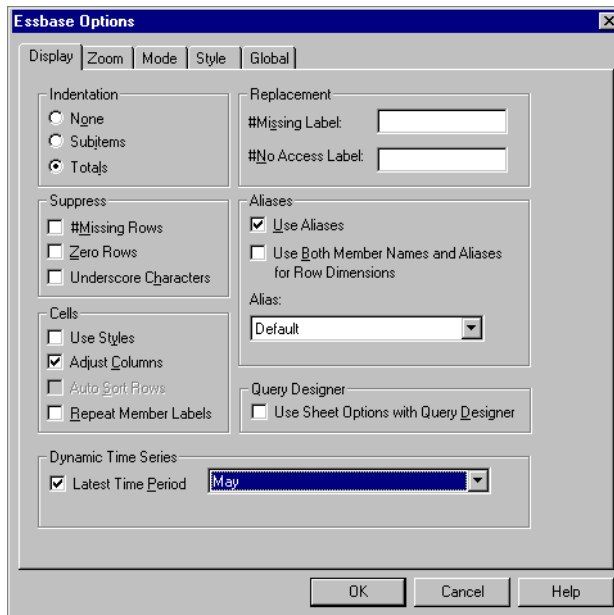 Essbase Options
Display Zoom Mode Style Global
Indentation
None
Subitems
Totals
Replacement
#Missing Label:
#No Access Label:
Suppress
#Missing Rows
Zero Rows
Underscore Characters
Aliases
Use Aliases
Use Both Member Names and Aliases
for Row Dimensions
Alias:
Default
Cells
Use Styles
Adjust Columns
Auto Sort Rows
Repeat Member Labels
Query Designer
Use Sheet Options with Query Designer
Dynamic Time Series
Latest Time Period May
OK Cancel Help